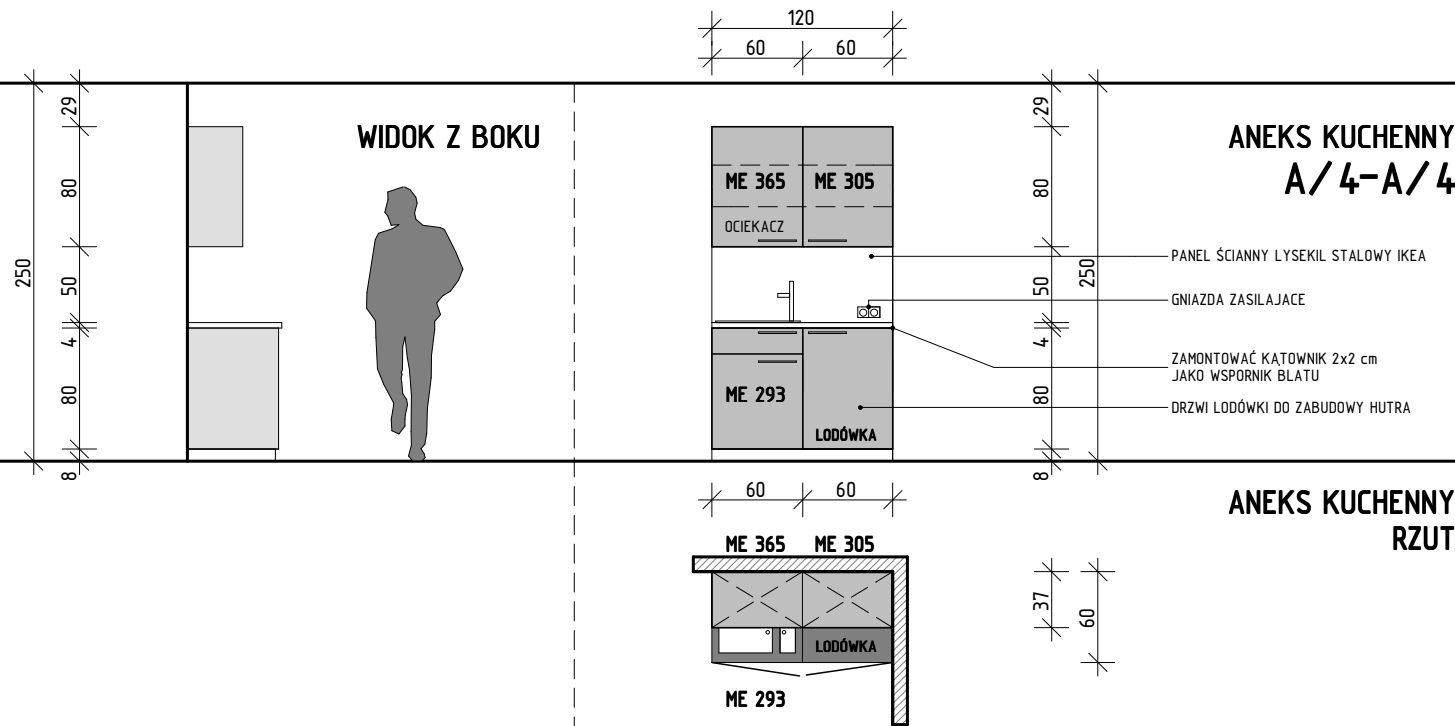 120
60 60
29 29
WIDOK Z BOKU
ANEKS KUCHENNY
A/4-A/4
80 80
ME 365 ME 305
OCIEKACZ
PANEL ŚCIANNY LYSEKIL STALOWY IKEA
250 50 50 250
GNIAZDA ZASILAJACE
4 4
ZAMONTOWAĆ KĄTOWNIK 2x2 cm
JAKO WSPORNIK BLATU
80 ME 293 80
DRZWI LODÓWKI DO ZABUDOWY HUTRA
LODÓWKA
8 8
60 60
ANEKS KUCHENNY
RZUT
ME 365 ME 305
37
60
LODÓWKA
ME 293